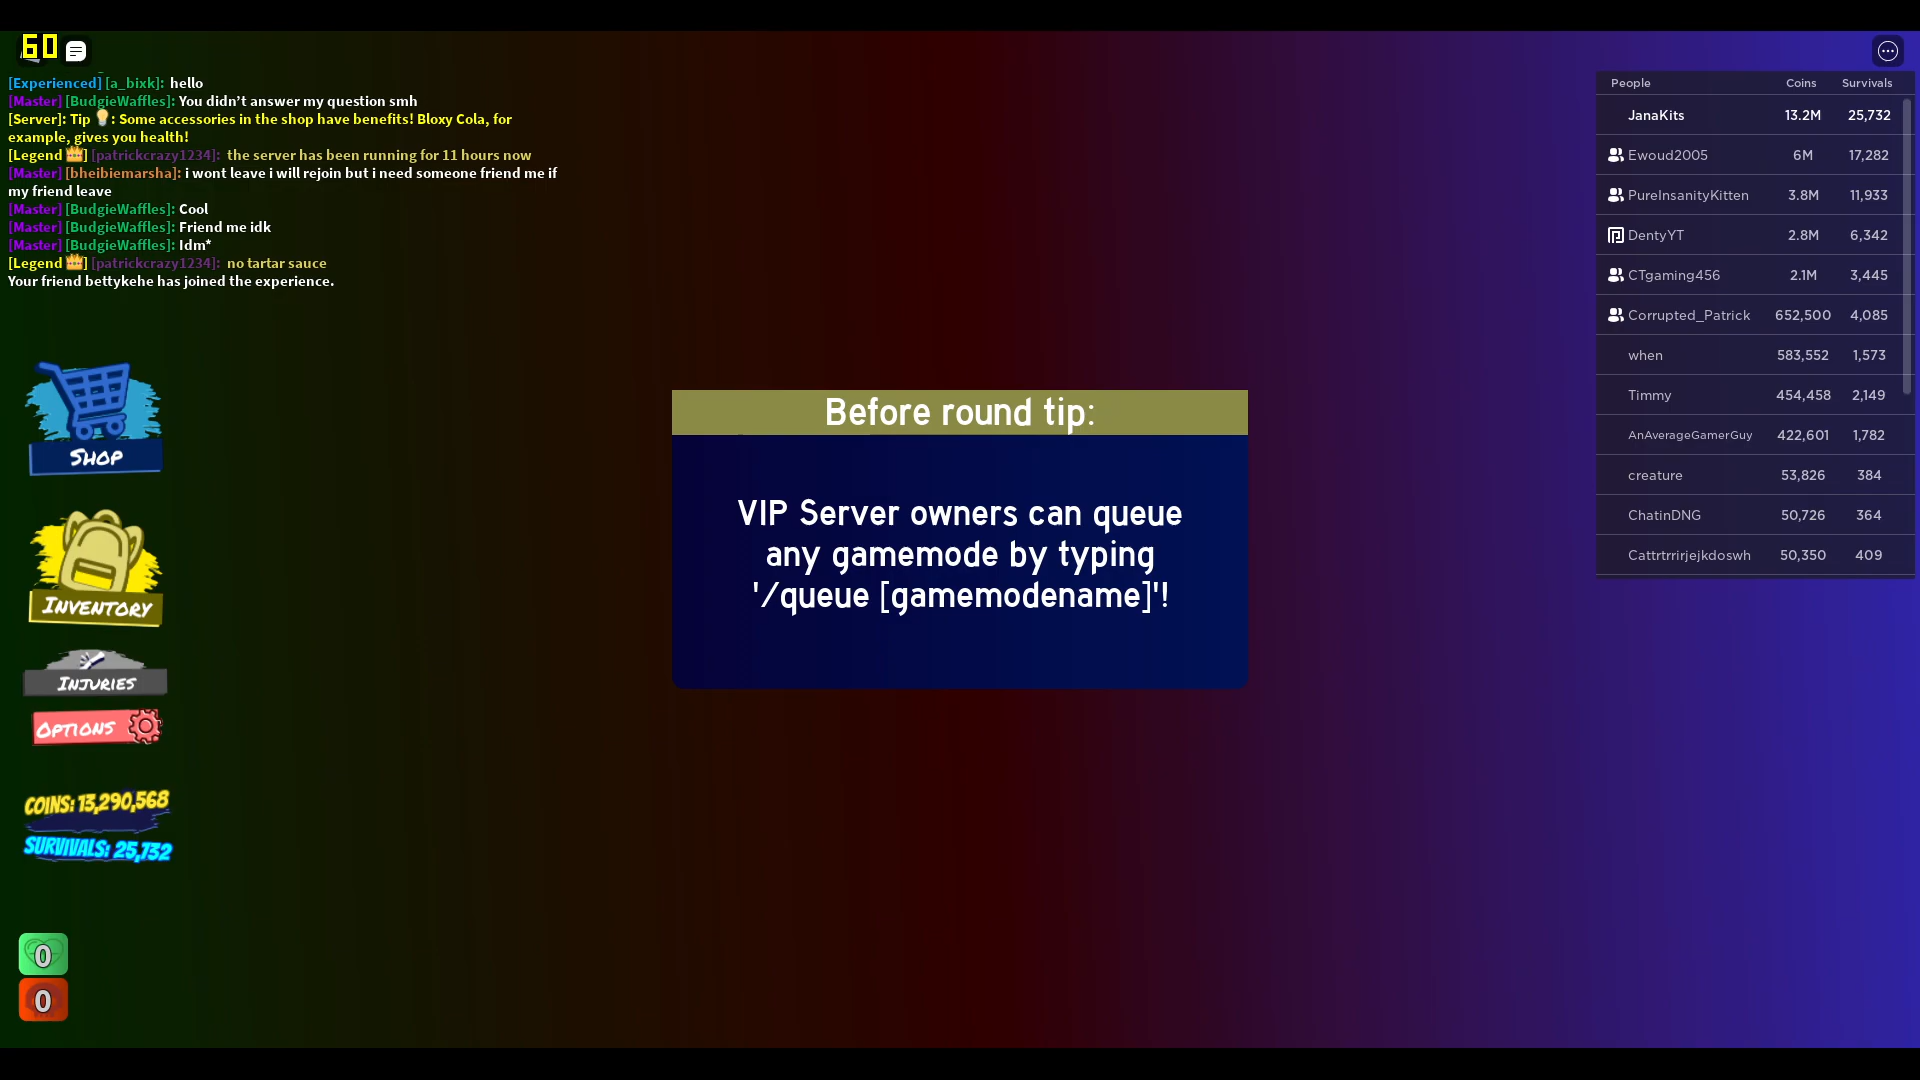 60
[Experienced] [a_bixk]: hello
[Master] [BudgieWaffles]: You didn't answer my question smh
[Server]: Tip 💡: Some accessories in the shop have benefits! Bloxy Cola, for
example, gives you health!
[Legend 👑] [patrickcrazy1234]: the server has been running for 11 hours now
[Master] [bheibiemarsha]: i wont leave i will rejoin but i need someone friend me if
my friend leave
[Master] [BudgieWaffles]: Cool
[Master] [BudgieWaffles]: Friend me idk
[Master] [BudgieWaffles]: Idm*
[Legend 👑] [patrickcrazy1234]: no tartar sauce
Your friend bettykehe has joined the experience.
Shop
Inventory
Injuries
Options
Coins: 13,290,568
Survivals: 25,732
0
0
Before round tip:
VIP Server owners can queue
any gamemode by typing
'/queue [gamemodename]'!
People Coins Survivals
JanaKits 13.2M 25,732
Ewoud2005 6M 17,282
PureInsanityKitten 3.8M 11,933
DentyYT 2.8M 6,342
CTgaming456 2.1M 3,445
Corrupted_Patrick 652,500 4,085
when 583,552 1,573
Timmy 454,458 2,149
AnAverageGamerGuy 422,601 1,782
creature 53,826 384
ChatinDNG 50,726 364
Cattrtrrirjejkdoswh 50,350 409